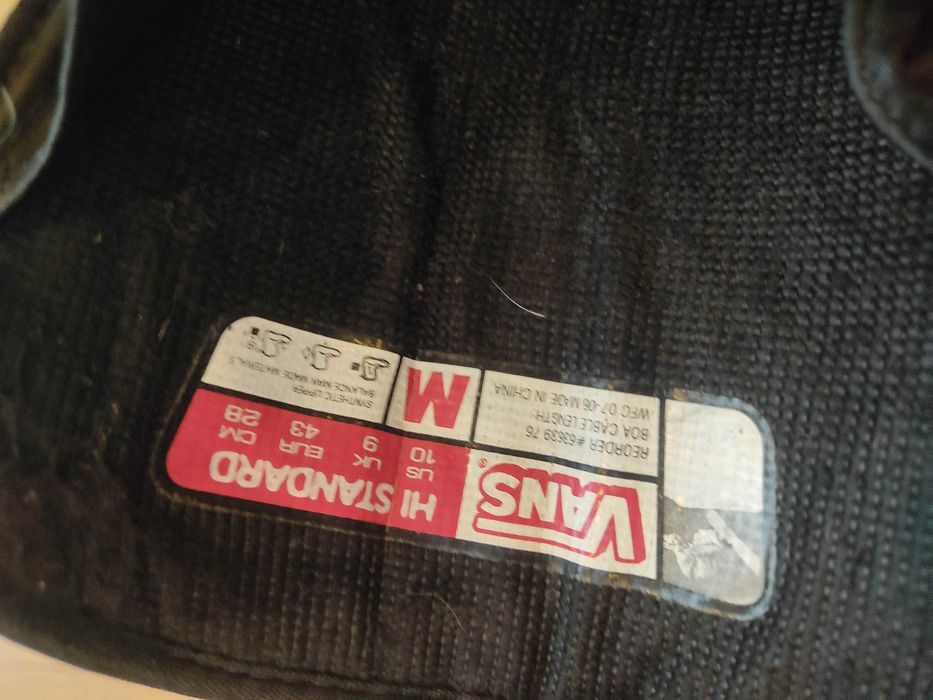 VANS®
HI STANDARD
US UK EUR CM
10 9 43 28
REORDER #63639 76
BOA CABLE LENGTH:
WFC 07-06 MADE IN CHINA
M
SYNTHETIC UPPER
BALANCE MAN MADE MATERIALS